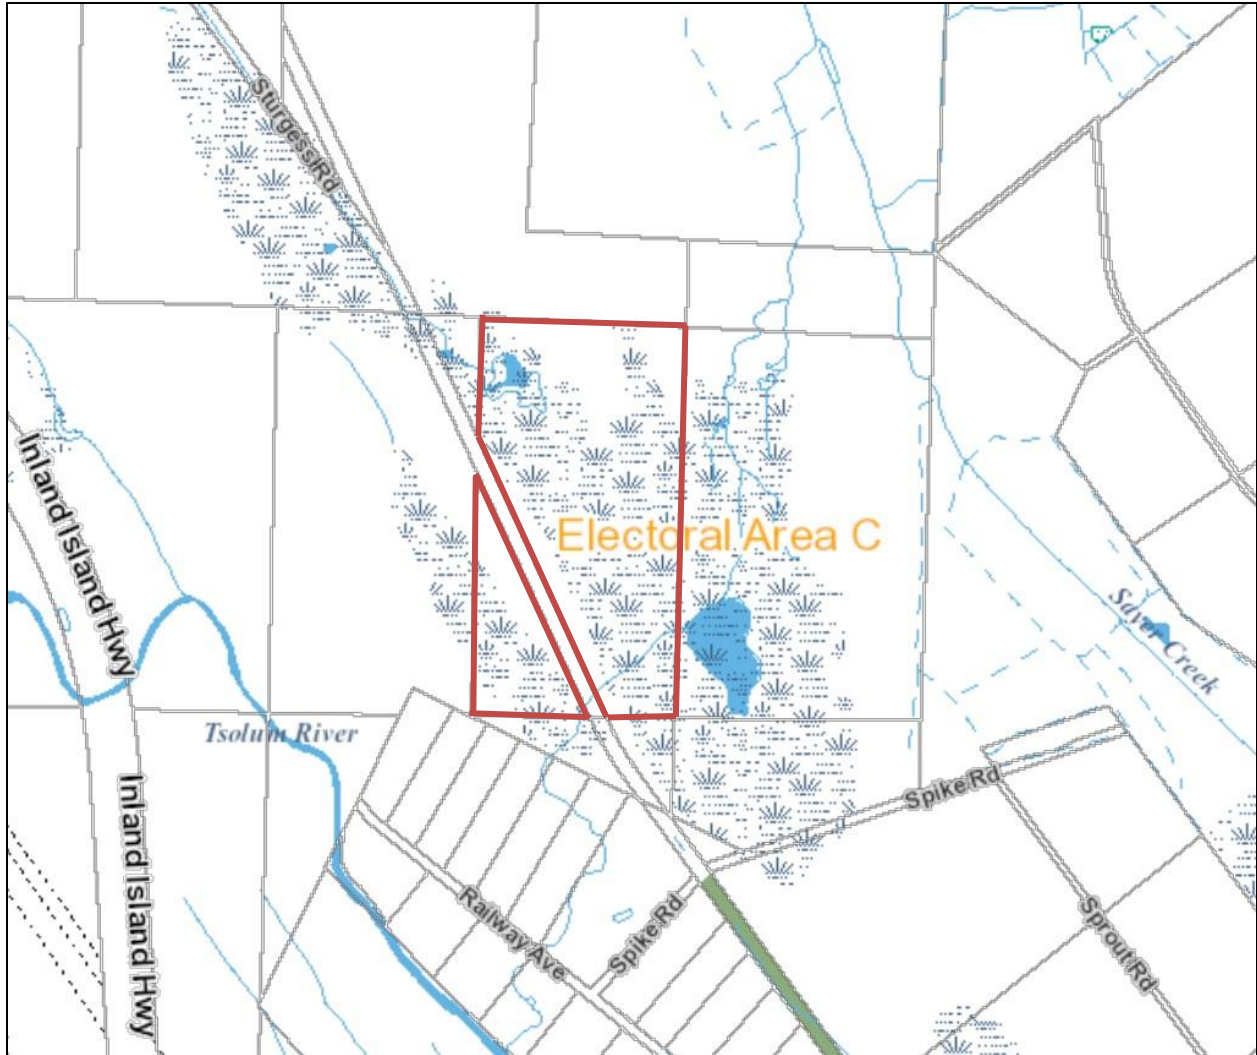 Sturgess Rd
Inland Island Hwy
Electoral Area C
Saver Creek
Tsolum River
Inland Island Hwy
Spike Rd
Railway Ave
Spike Rd
Sprout Rd